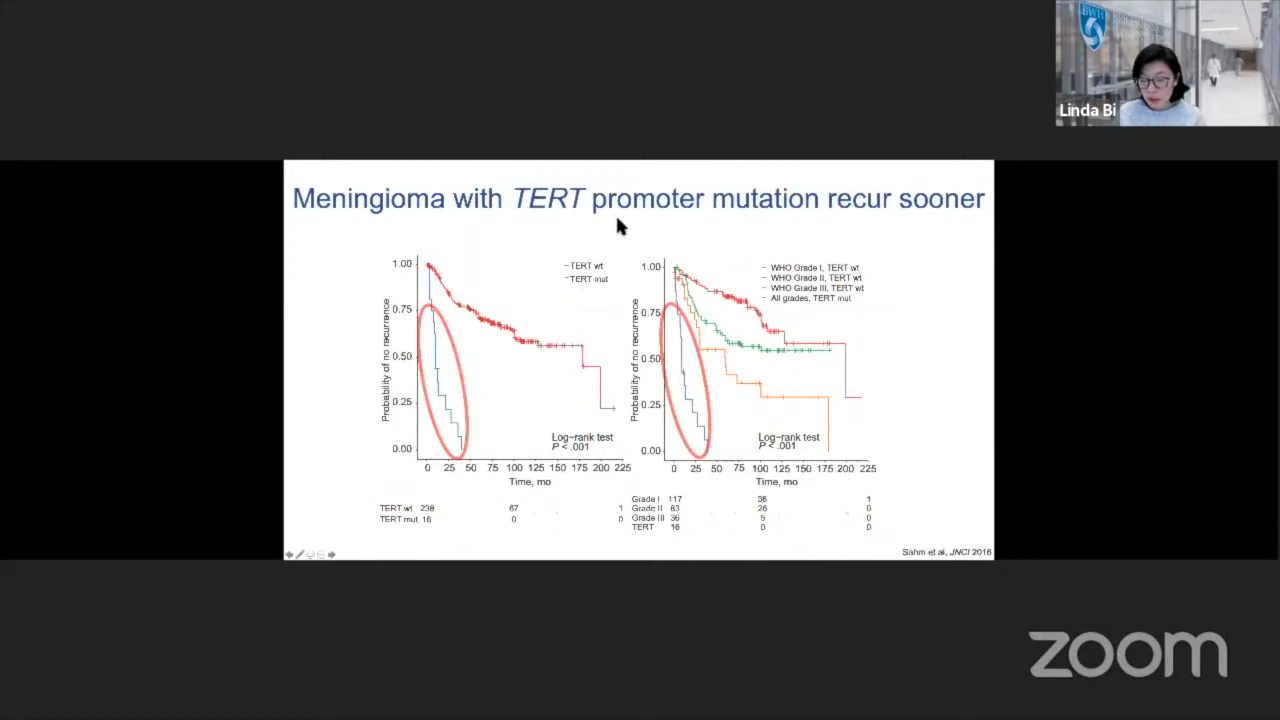 BWH
Linda Bi
Meningioma with TERT promoter mutation recur sooner
Probability of no recurrence
1.00
0.75
0.50
0.25
0.00
TERT wt
TERT mut
Log-rank test
P < .001
0 25 50 75 100 125 150 175 200 225
Time, mo
TERT wt 238 67 1
TERT mut 16 0 0
Probability of no recurrence
1.00
0.75
0.50
0.25
0.00
WHO Grade I, TERT wt
WHO Grade II, TERT wt
WHO Grade III, TERT wt
All grades, TERT mut
Log-rank test
P < .001
0 25 50 75 100 125 150 175 200 225
Time, mo
Grade I 117 36 1
Grade II 83 26 0
Grade III 36 5 0
TERT 16 0 0
Sahm et al, JNCI 2016
zoom